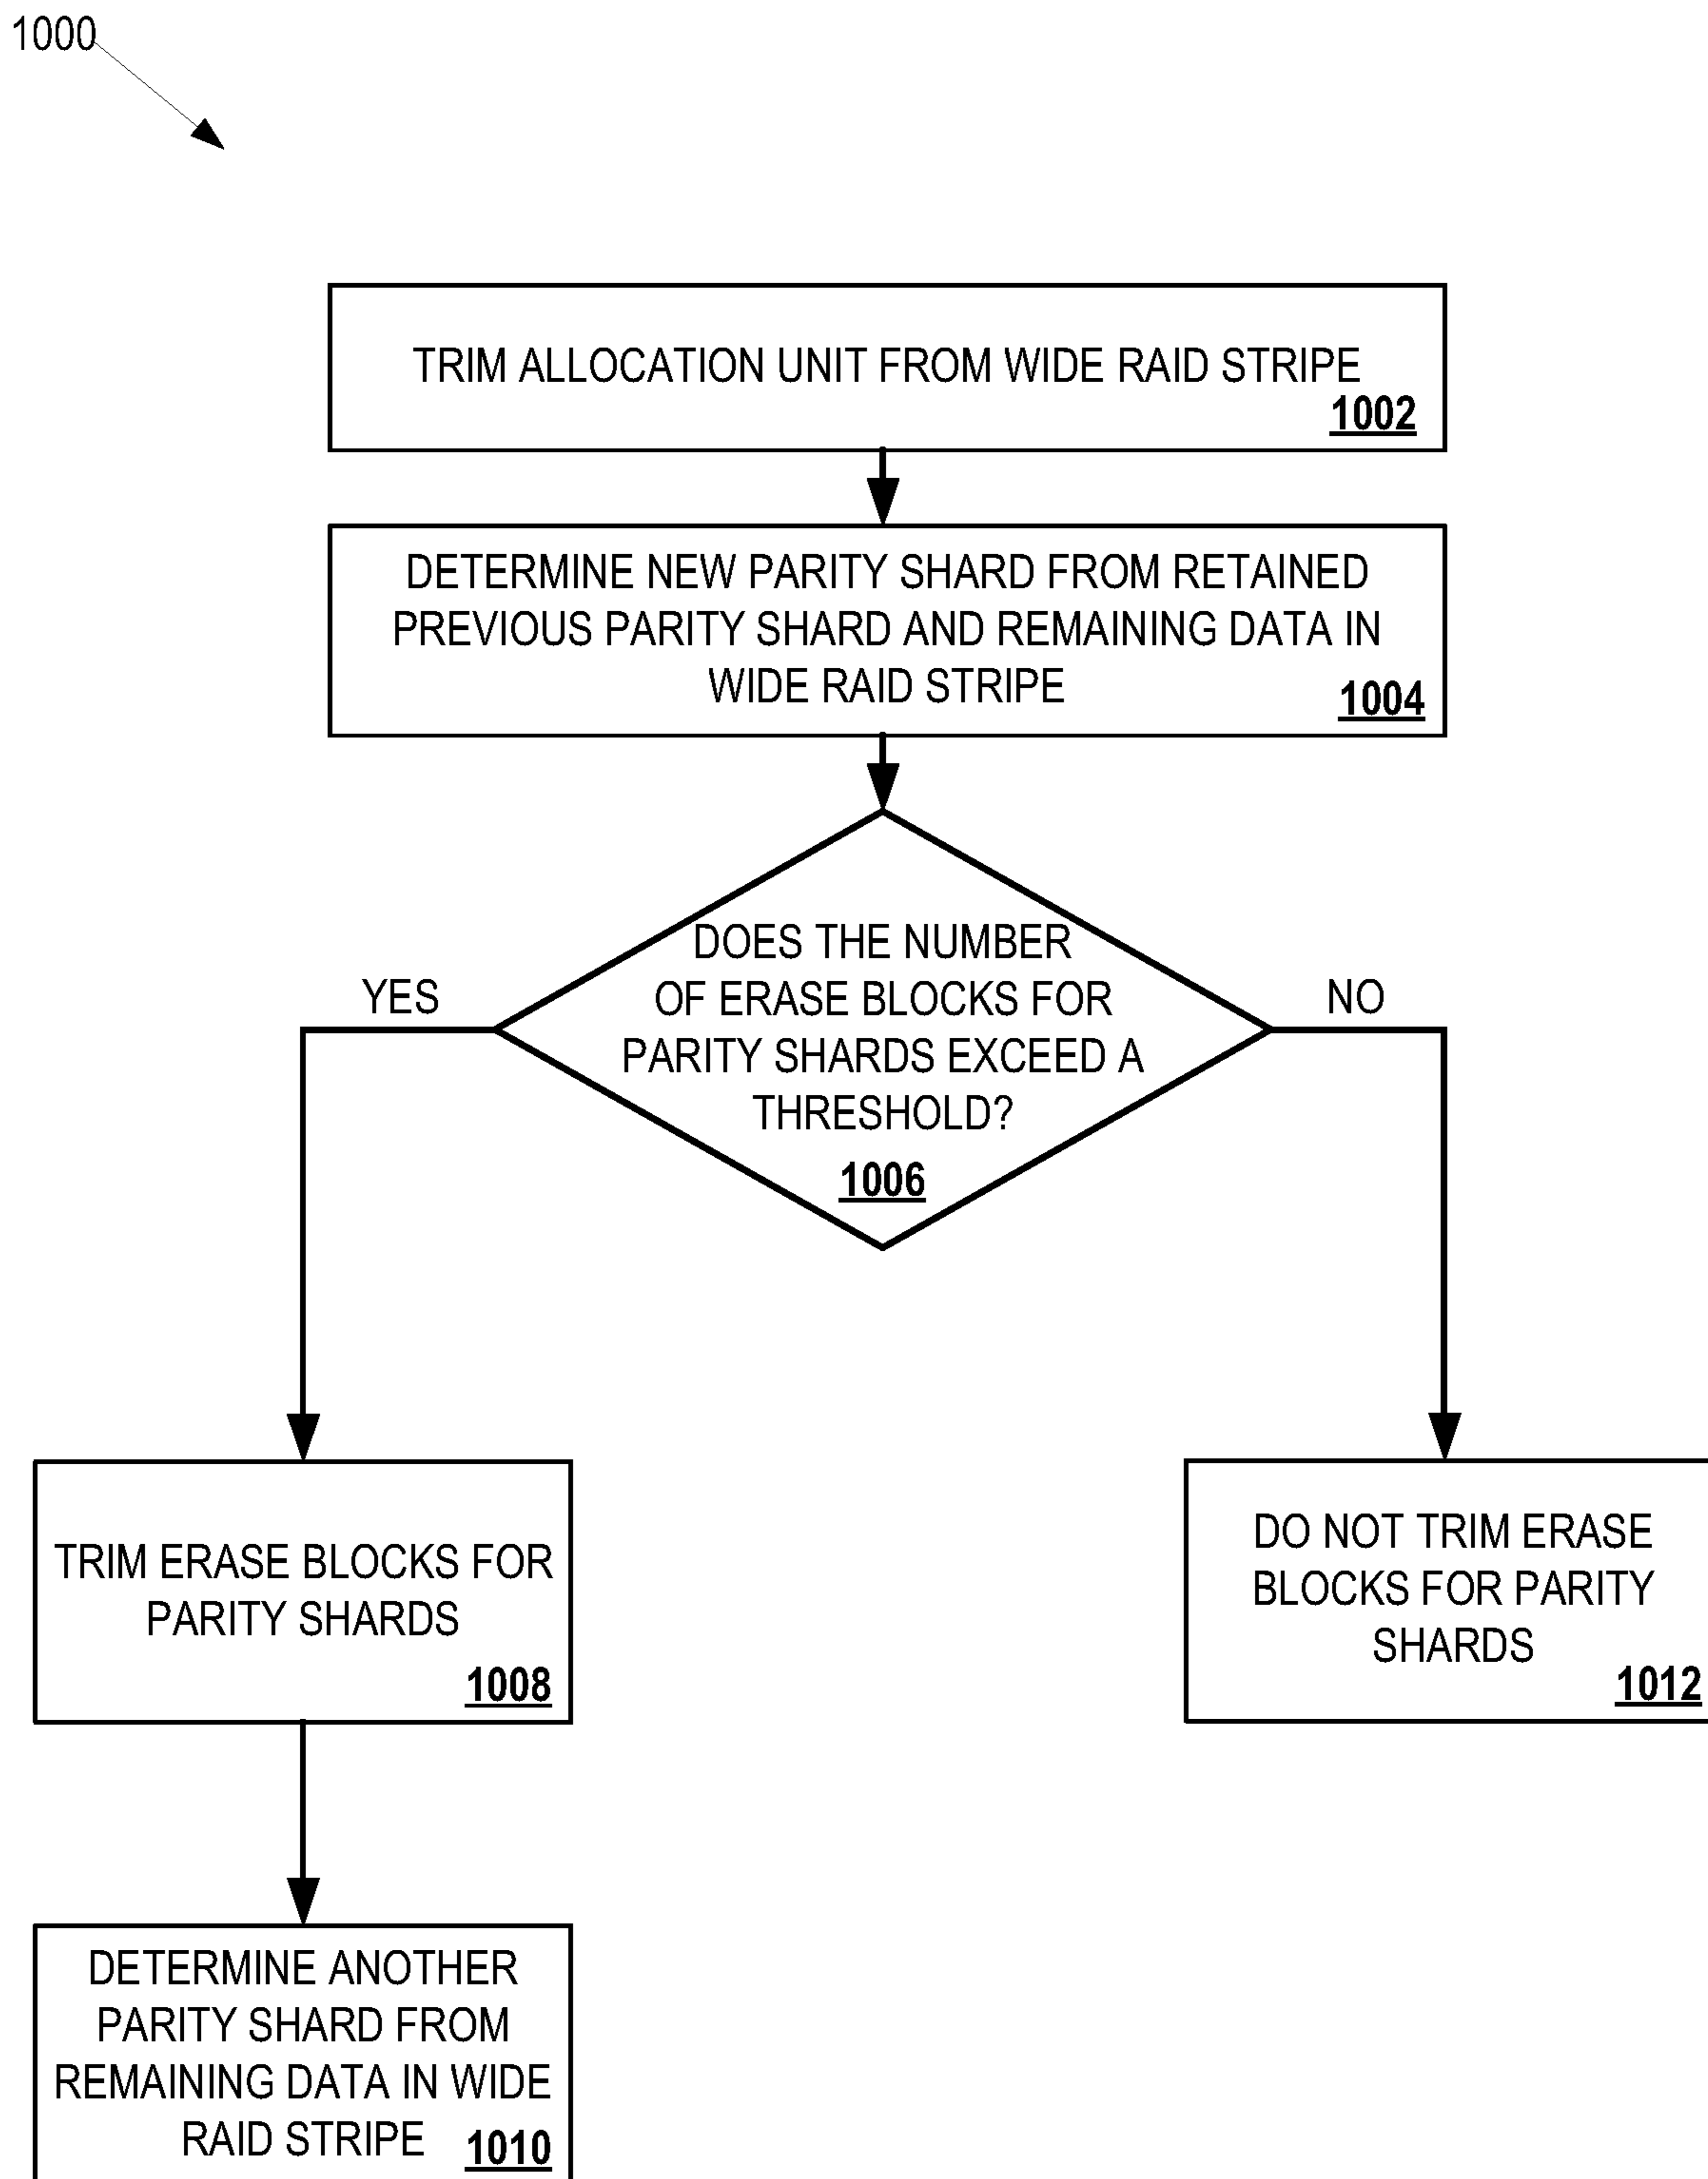 1000
TRIM ALLOCATION UNIT FROM WIDE RAID STRIPE
1002
DETERMINE NEW PARITY SHARD FROM RETAINED
PREVIOUS PARITY SHARD AND REMAINING DATA IN
WIDE RAID STRIPE
1004
DOES THE NUMBER
OF ERASE BLOCKS FOR
PARITY SHARDS EXCEED A
THRESHOLD?
1006
YES
NO
TRIM ERASE BLOCKS FOR
PARITY SHARDS
1008
DO NOT TRIM ERASE
BLOCKS FOR PARITY
SHARDS
1012
DETERMINE ANOTHER
PARITY SHARD FROM
REMAINING DATA IN WIDE
RAID STRIPE
1010